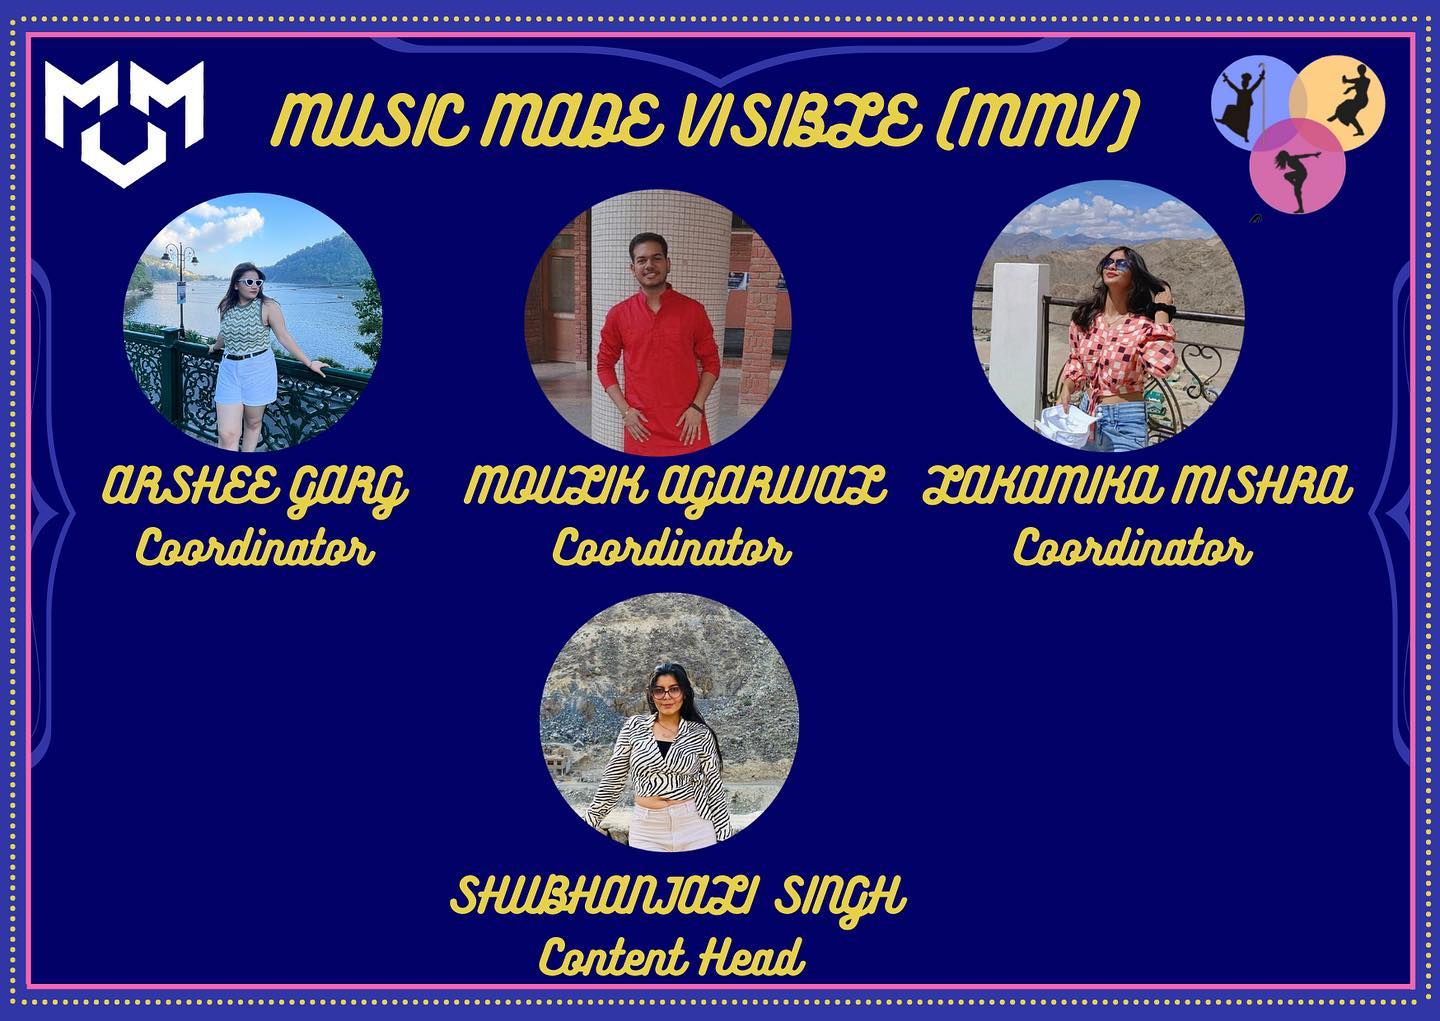 MUSIC MADE VISIBLE (MMV)
ARSHEE GARG
Coordinator
MOULIK AGARWAL
Coordinator
LAKAMIKA MISHRA
Coordinator
SHUBHANJALI SINGH
Content Head